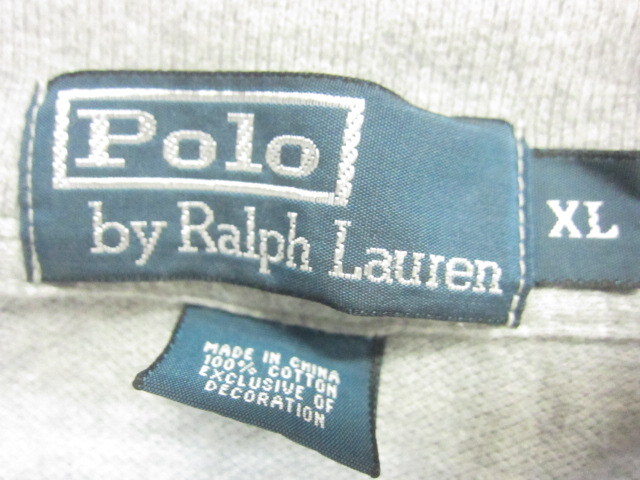 Polo
by Ralph Lauren
XL
MADE IN CHINA
100% COTTON
EXCLUSIVE OF
DECORATION